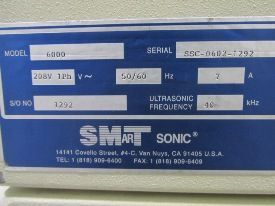 MODEL 6000 SERIAL SSC-0602-1292
208V 1Ph V~ 50/60 Hz 7 A
S/O NO 1292 ULTRASONIC FREQUENCY 40 kHz
SMarT SONIC®
14141 Covello Street, #4-C, Van Nuys, CA 91405 U.S.A.
TEL: 1 (818) 909-6400 FAX: 1 (818) 909-6409